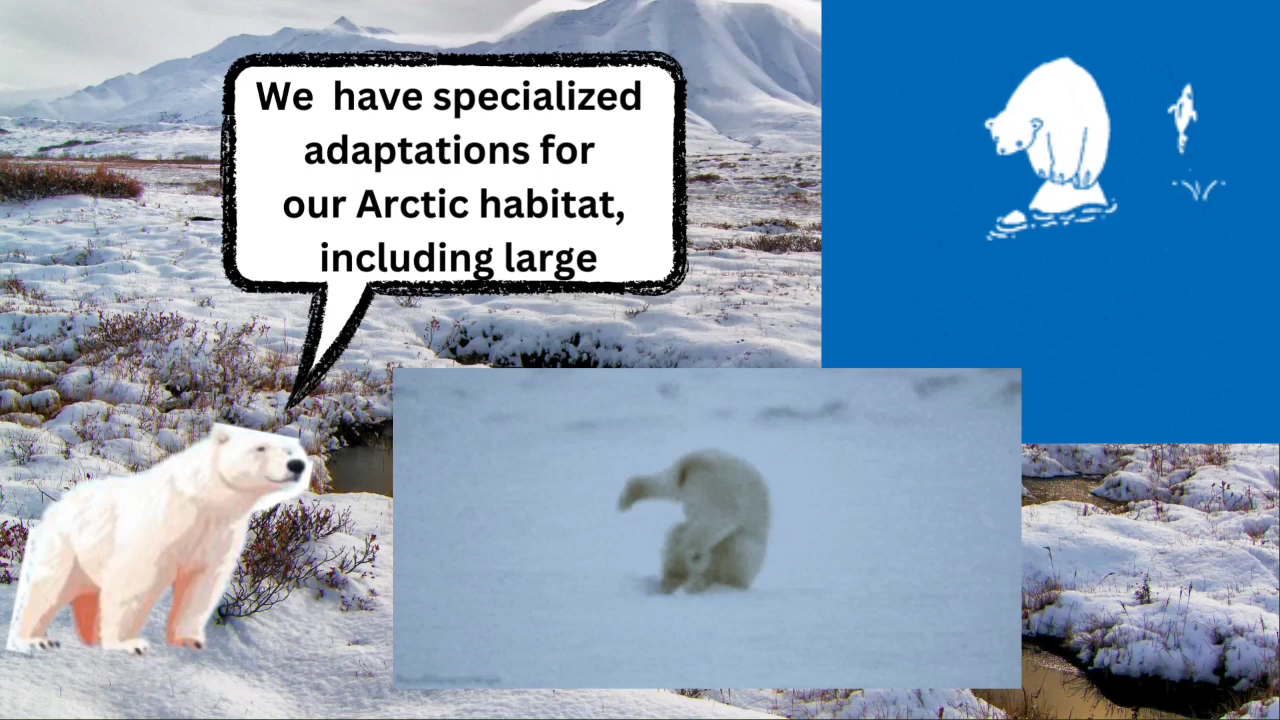 We  have specialized
adaptations for
our Arctic habitat,
including large